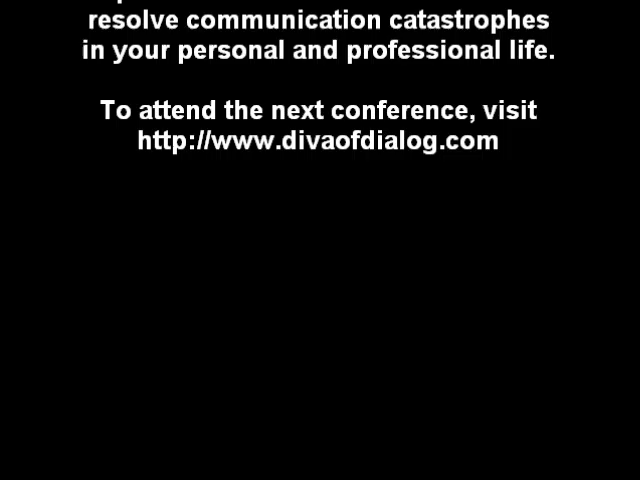 resolve communication catastrophes
in your personal and professional life.
To attend the next conference, visit
http://www.divaofdialog.com